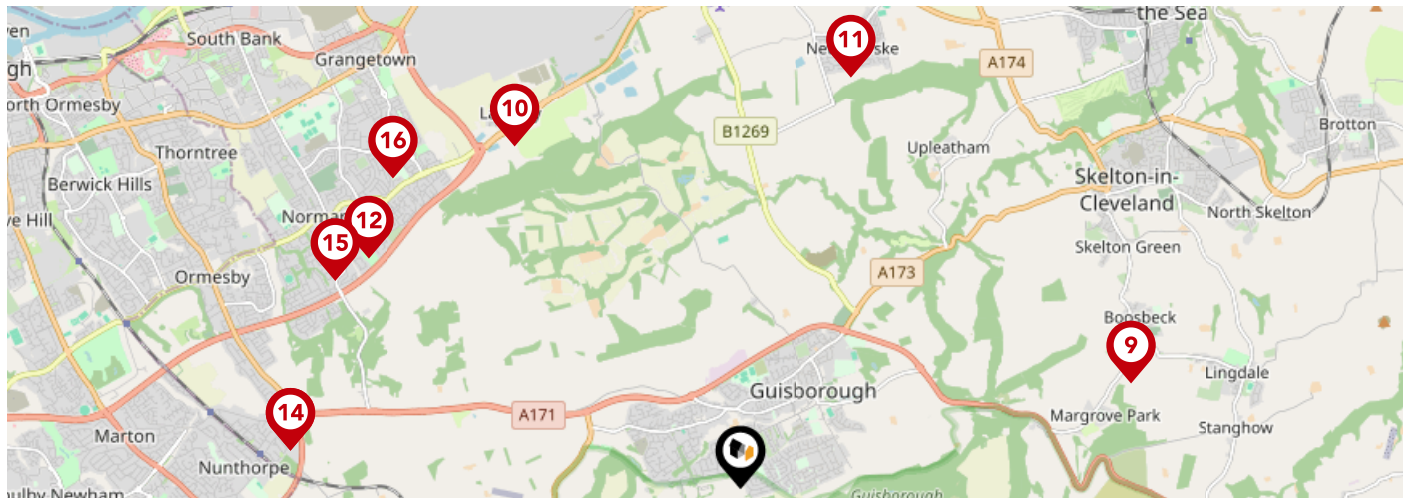 South Bank
Grangetown
11
A174
the Sea
10
B1269
Brotton
16
Thorntree
Upleatham
Berwick Hills
Skelton-in-
Cleveland
North Skelton
12
15
Skelton Green
Ormesby
A173
Boosbeck
9
Lingdale
Guisborough
14
A171
Margrove Park
Marton
Stanghow
Nunthorpe
Guisborough